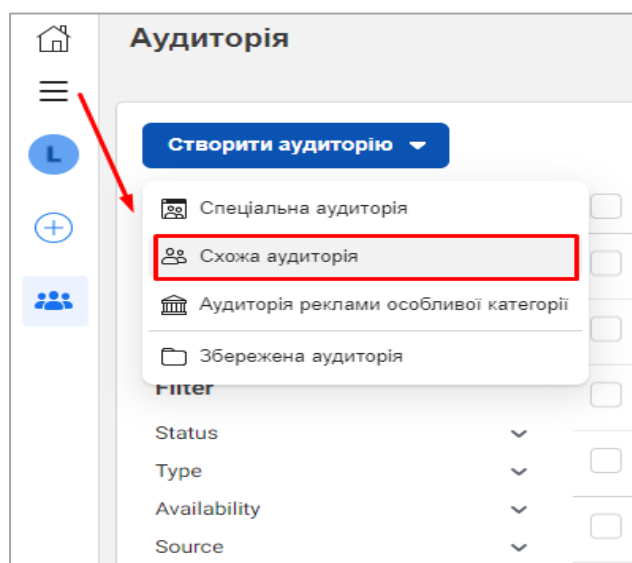 Аудиторія
Створити аудиторію
L
Спеціальна аудиторія
Схожа аудиторія
Аудиторія реклами особливої категорії
Збережена аудиторія
Filter
Status
Type
Availability
Source